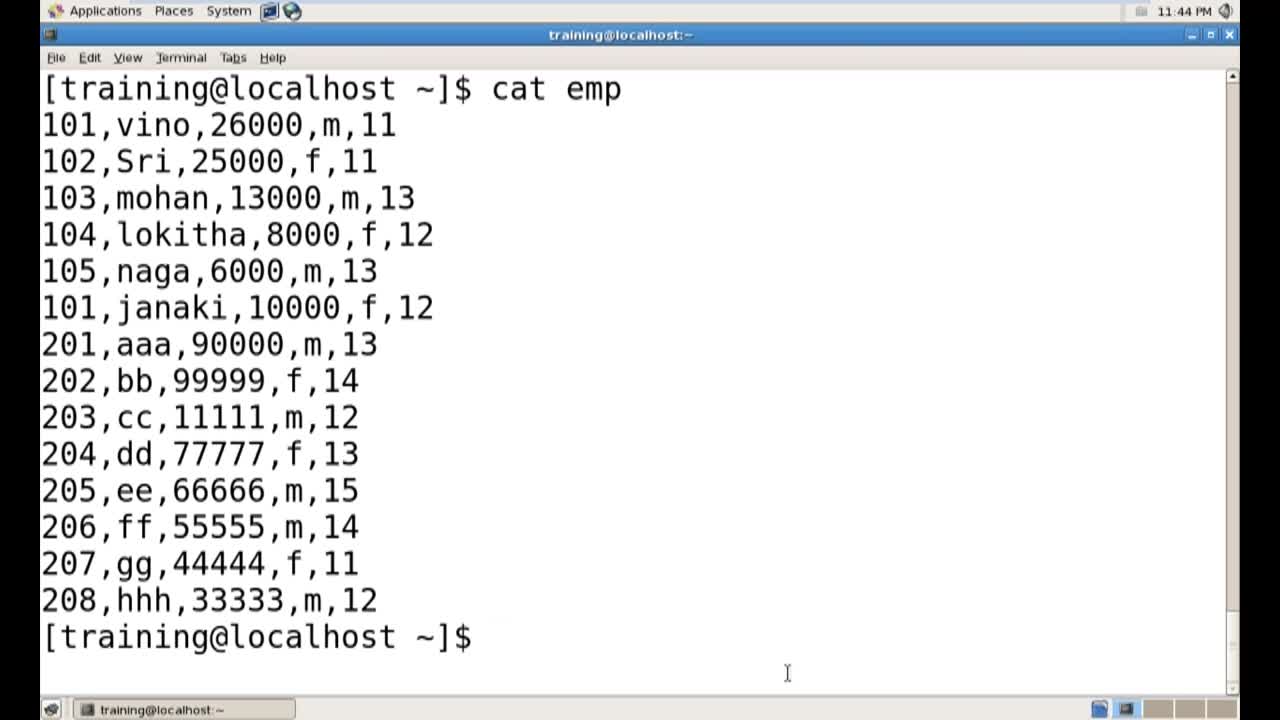 Applications Places System 11:44 PM
training@localhost:~
File Edit View Terminal Tabs Help
[training@localhost ~]$ cat emp
101,vino,26000,m,11
102,Sri,25000,f,11
103,mohan,13000,m,13
104,lokitha,8000,f,12
105,naga,6000,m,13
101,janaki,10000,f,12
201,aaa,90000,m,13
202,bb,99999,f,14
203,cc,11111,m,12
204,dd,77777,f,13
205,ee,66666,m,15
206,ff,55555,m,14
207,gg,44444,f,11
208,hhh,33333,m,12
[training@localhost ~]$
training@localhost:~